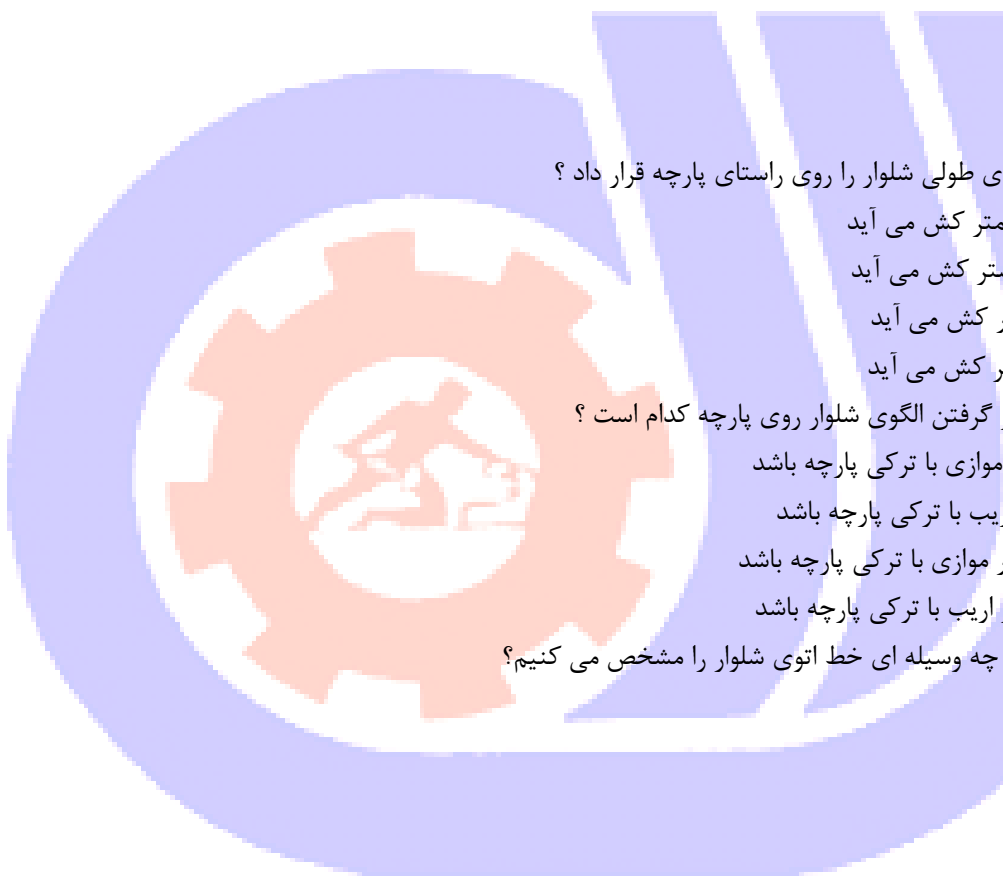 ی طولی شلوار را روی راستای پارچه قرار داد ؟
متر کش می آید
شتر کش می آید
ر کش می آید
ر کش می آید
گرفتن الگوی شلوار روی پارچه کدام است ؟
موازی با ترکی پارچه باشد
ریب با ترکی پارچه باشد
ر موازی با ترکی پارچه باشد
اریب با ترکی پارچه باشد
چه وسیله ای خط اتوی شلوار را مشخص می کنیم؟